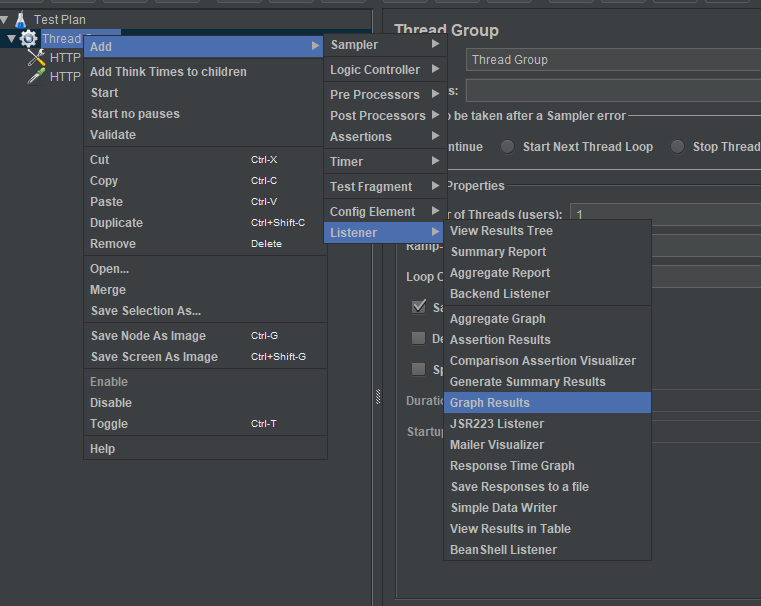 Test Plan
Thread
HTTP
HTTP
Add
Add Think Times to children
Start
Start no pauses
Validate
Cut Ctrl-X
Copy Ctrl-C
Paste Ctrl-V
Duplicate Ctrl+Shift-C
Remove Delete
Open...
Merge
Save Selection As...
Save Node As Image Ctrl-G
Save Screen As Image Ctrl+Shift-G
Enable
Disable
Toggle Ctrl-T
Help
Sampler
Logic Controller
Pre Processors
Post Processors
Assertions
Timer
Test Fragment
Config Element
Listener
View Results Tree
Summary Report
Aggregate Report
Backend Listener
Aggregate Graph
Assertion Results
Comparison Assertion Visualizer
Generate Summary Results
Graph Results
JSR223 Listener
Mailer Visualizer
Response Time Graph
Save Responses to a file
Simple Data Writer
View Results in Table
BeanShell Listener
Thread Group
Thread Group
s:
to be taken after a Sampler error
ntinue Start Next Thread Loop Stop Thread
Properties
r of Threads (users): 1
Ramp-
Loop C
Sa
De
Sp
Duratio
Startup